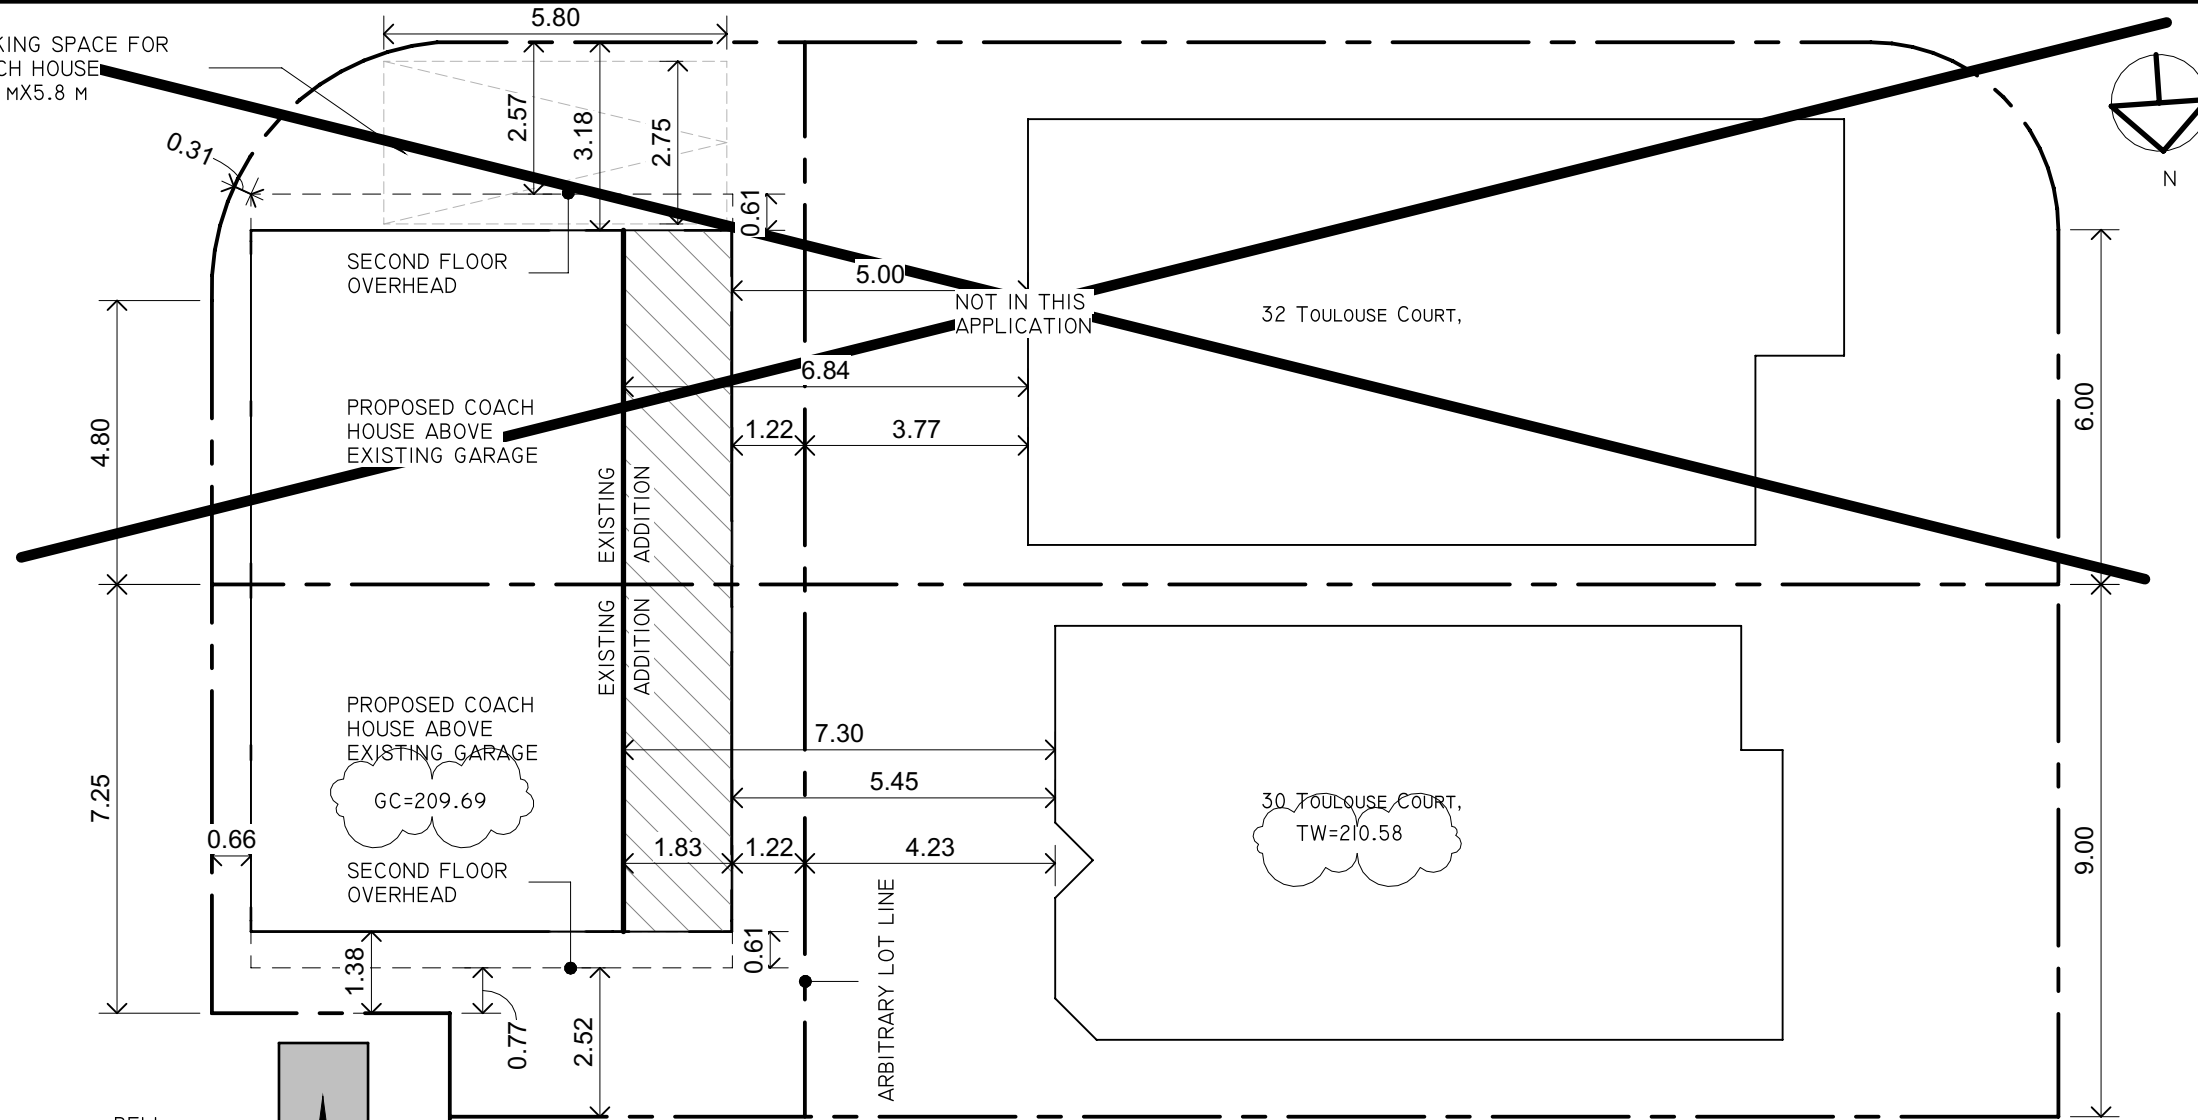 5.80
KING SPACE FOR
CH HOUSE
MX5.8 M
2.57
3.18
2.75
0.31
0.61
N
SECOND FLOOR
OVERHEAD
5.00
NOT IN THIS
APPLICATION
32 TOULOUSE COURT,
6.84
PROPOSED COACH
HOUSE ABOVE
EXISTING GARAGE
4.80
1.22
3.77
6.00
EXISTING
ADDITION
EXISTING
ADDITION
PROPOSED COACH
HOUSE ABOVE
EXISTING GARAGE
7.30
5.45
GC=209.69
30 TOULOUSE COURT,
TW=210.58
7.25
0.66
1.83
1.22
4.23
9.00
SECOND FLOOR
OVERHEAD
0.61
1.38
ARBITRARY LOT LINE
0.77
2.52